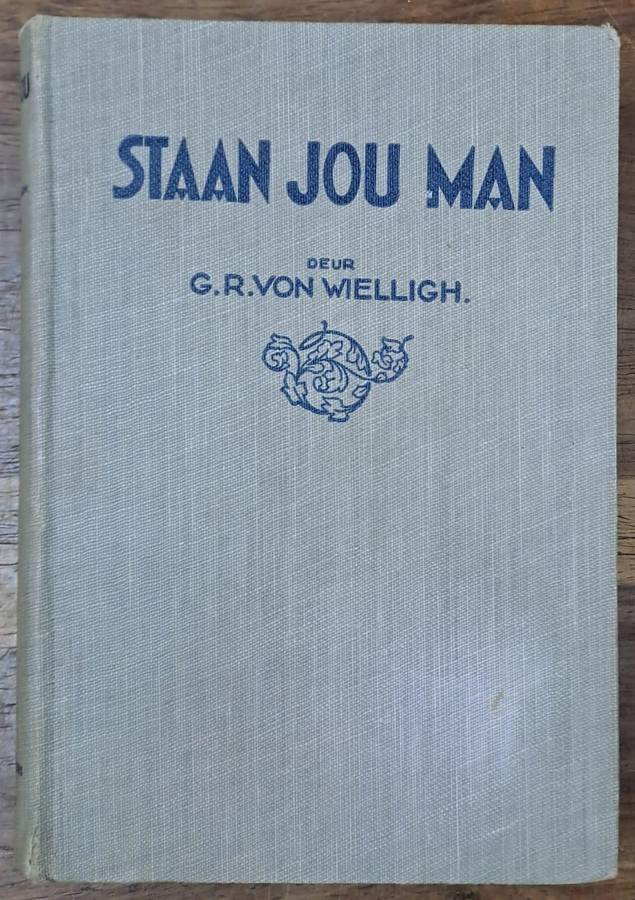 STAAN JOU MAN
DEUR
G.R.VON WIELLIGH.